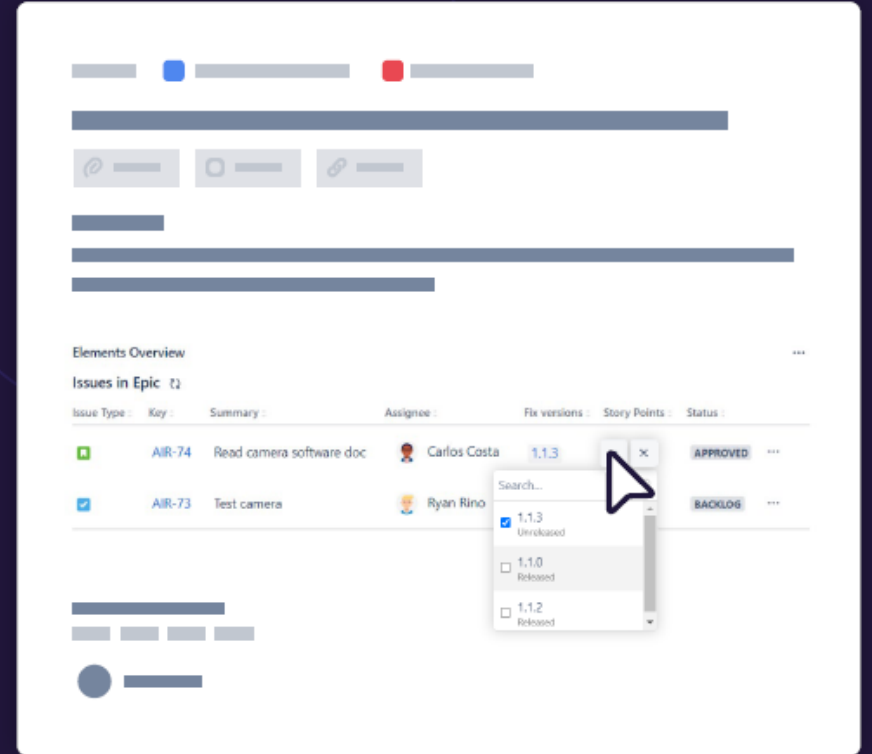 Elements Overview
Issues in Epic
Issue Type Key Summary Assignee Fix versions Story Points Status
AIR-74 Read camera software doc Carlos Costa 1.1.3 APPROVED
AIR-73 Test camera Ryan Rino BACKLOG
Search...
1.1.3
Unreleased
1.1.0
Released
1.1.2
Released